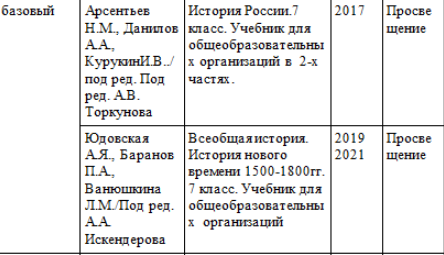 базовый
Арсентьев
Н.М., Данилов
А.А.,
КурукинИ.В../
под ред. Под
ред. А.В.
Торкунова
История России.7
класс. Учебник для
общеобразовательны
х организаций в 2-х
частях.
2017
Просве
щение
Юдовская
А.Я., Баранов
П.А.,
Ванюшкина
Л.М./Под ред.
А.А.
Искендерова
Всеобщая история.
История нового
времени 1500-1800гг.
7 класс. Учебник для
общеобразовательны
х организаций
2019
2021
Просве
щение